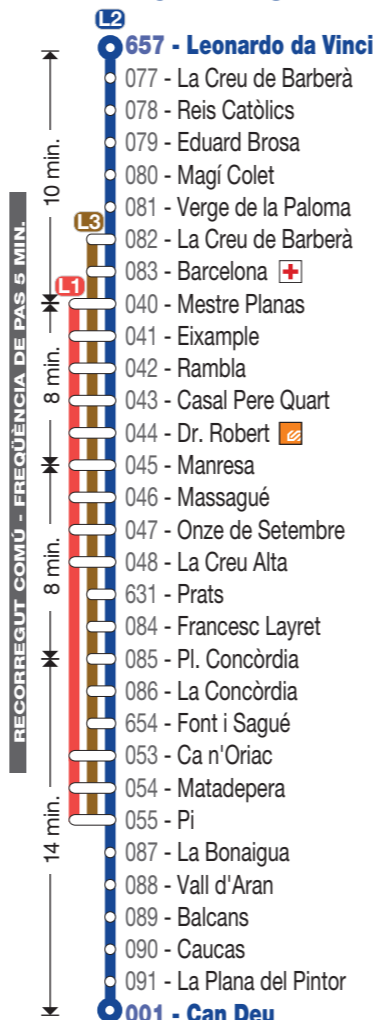 L2
657 - Leonardo da Vinci
077 - La Creu de Barberà
078 - Reis Catòlics
079 - Eduard Brosa
080 - Magí Colet
081 - Verge de la Paloma
L3
082 - La Creu de Barberà
083 - Barcelona
L1
040 - Mestre Planas
041 - Eixample
042 - Rambla
043 - Casal Pere Quart
044 - Dr. Robert
045 - Manresa
046 - Massagué
047 - Onze de Setembre
048 - La Creu Alta
631 - Prats
084 - Francesc Layret
085 - Pl. Concòrdia
086 - La Concòrdia
654 - Font i Sagué
053 - Ca n'Oriac
054 - Matadepera
055 - Pi
087 - La Bonaigua
088 - Vall d'Aran
089 - Balcans
090 - Caucas
091 - La Plana del Pintor
001 - Can Deu
10 min.
8 min.
8 min.
14 min.
RECORREGUT COMÚ - FREQÜÈNCIA DE PAS 5 MIN.